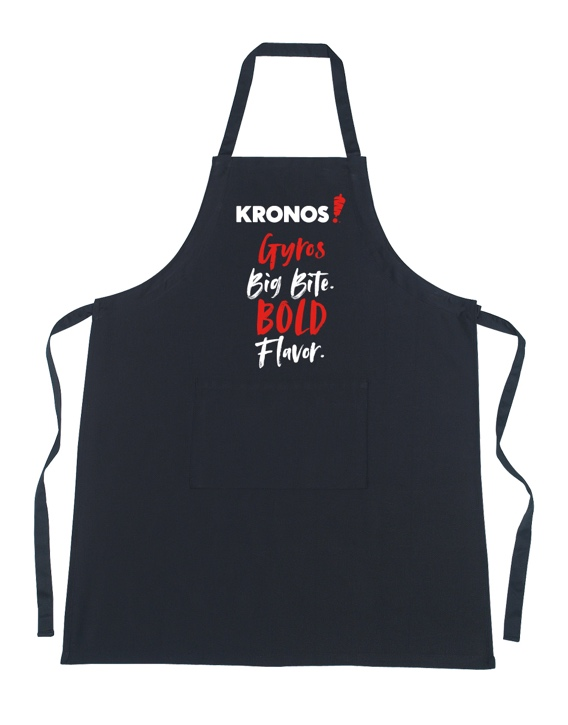 KRONOS!
Gyros
Big Bite.
BOLD
Flavor.